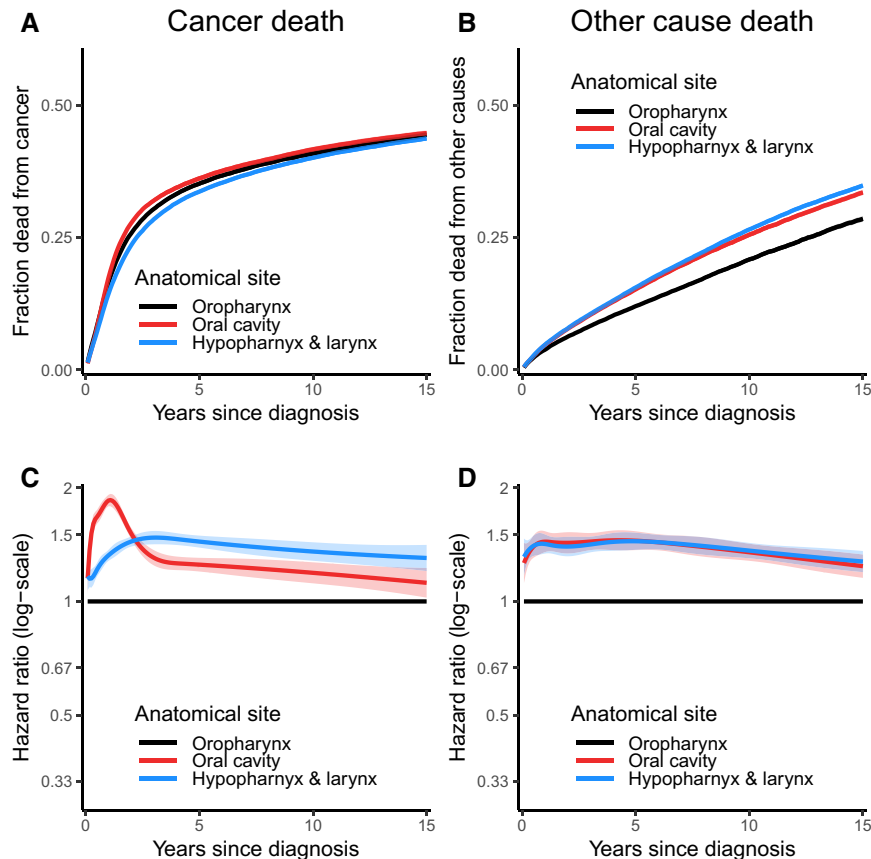 A
Cancer death
Fraction dead from cancer
0.50
0.25
0.00
Anatomical site
Oropharynx
Oral cavity
Hypopharnyx & larynx
0
5
10
15
Years since diagnosis
B
Other cause death
Fraction dead from other causes
0.50
0.25
0.00
Anatomical site
Oropharynx
Oral cavity
Hypopharnyx & larynx
0
5
10
15
Years since diagnosis
C
Hazard ratio (log−scale)
2
1.5
1
0.67
0.5
0.33
Anatomical site
Oropharynx
Oral cavity
Hypopharnyx & larynx
0
5
10
15
Years since diagnosis
D
Hazard ratio (log−scale)
2
1.5
1
0.67
0.5
0.33
Anatomical site
Oropharynx
Oral cavity
Hypopharnyx & larynx
0
5
10
15
Years since diagnosis